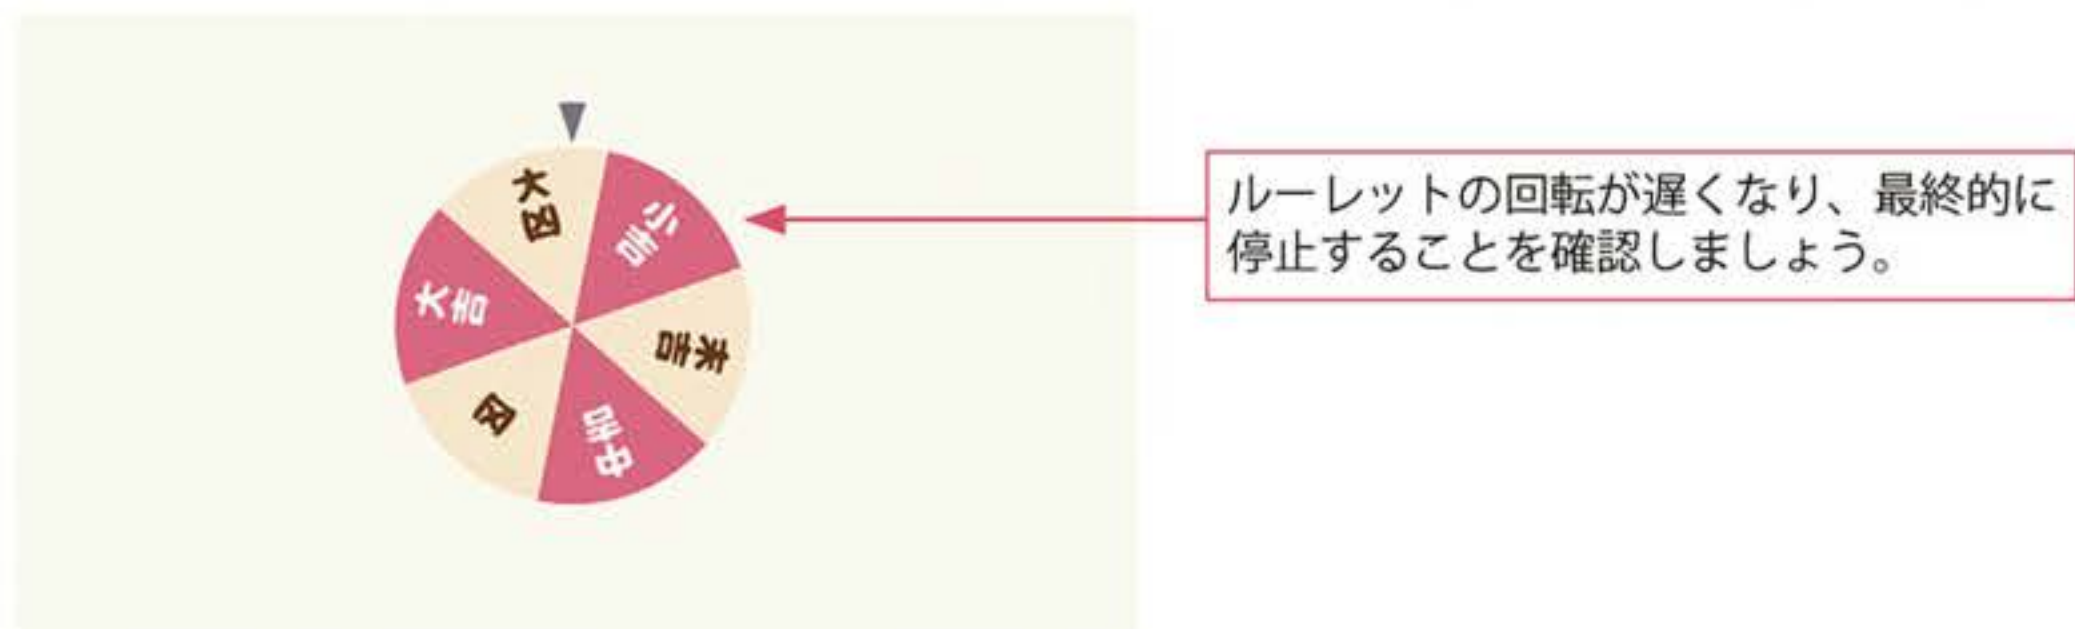 大凶
小吉
末吉
中吉
凶
大吉
ルーレットの回転が遅くなり、最終的に
停止することを確認しましょう。